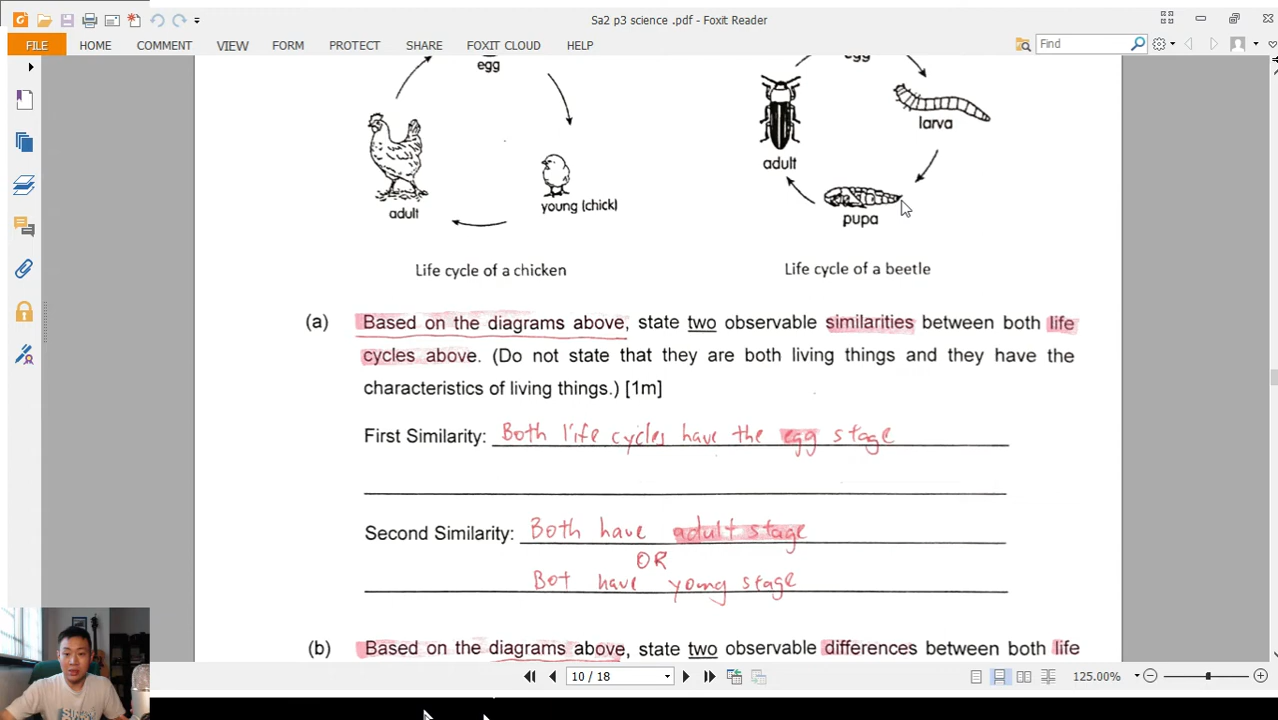 Sa2 p3 science .pdf - Foxit Reader
FILE HOME COMMENT VIEW FORM PROTECT SHARE FOXIT CLOUD HELP Find
egg
egg
larva
adult
pupa
adult
young (chick)
Life cycle of a chicken
Life cycle of a beetle
(a) Based on the diagrams above, state two observable similarities between both life
cycles above. (Do not state that they are both living things and they have the
characteristics of living things.) [1m]
First Similarity: Both life cycles have the egg stage
Second Similarity: Both have adult stage
OR
Bot have young stage
(b) Based on the diagrams above, state two observable differences between both life
10 / 18 125.00%